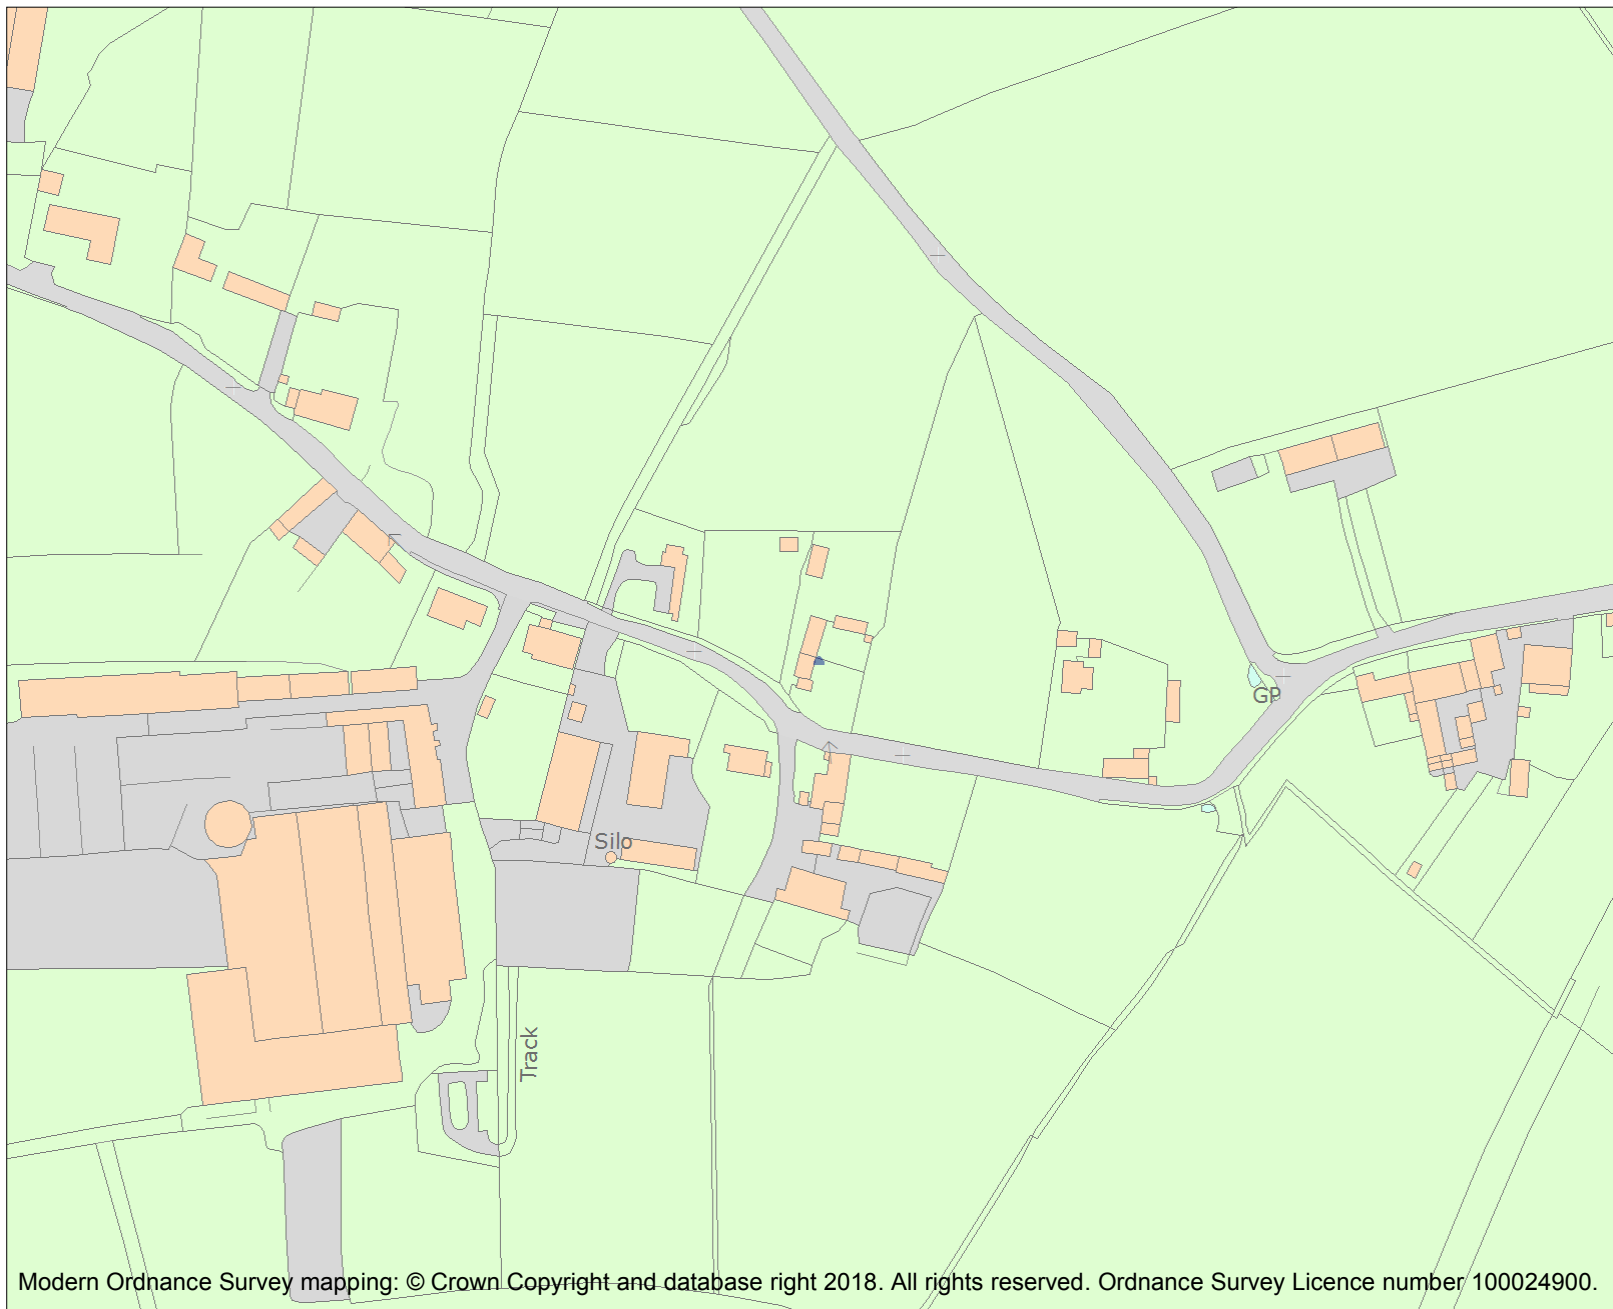 GP
Silo
Track
Modern Ordnance Survey mapping: © Crown Copyright and database right 2018. All rights reserved. Ordnance Survey Licence number 100024900.